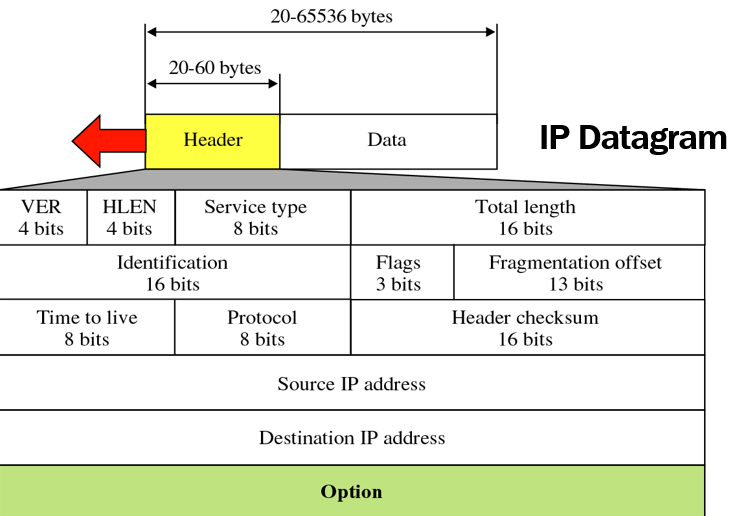 20-65536 bytes
20-60 bytes
Header
Data
IP Datagram
VER
4 bits
HLEN
4 bits
Service type
8 bits
Total length
16 bits
Identification
16 bits
Flags
3 bits
Fragmentation offset
13 bits
Time to live
8 bits
Protocol
8 bits
Header checksum
16 bits
Source IP address
Destination IP address
Option